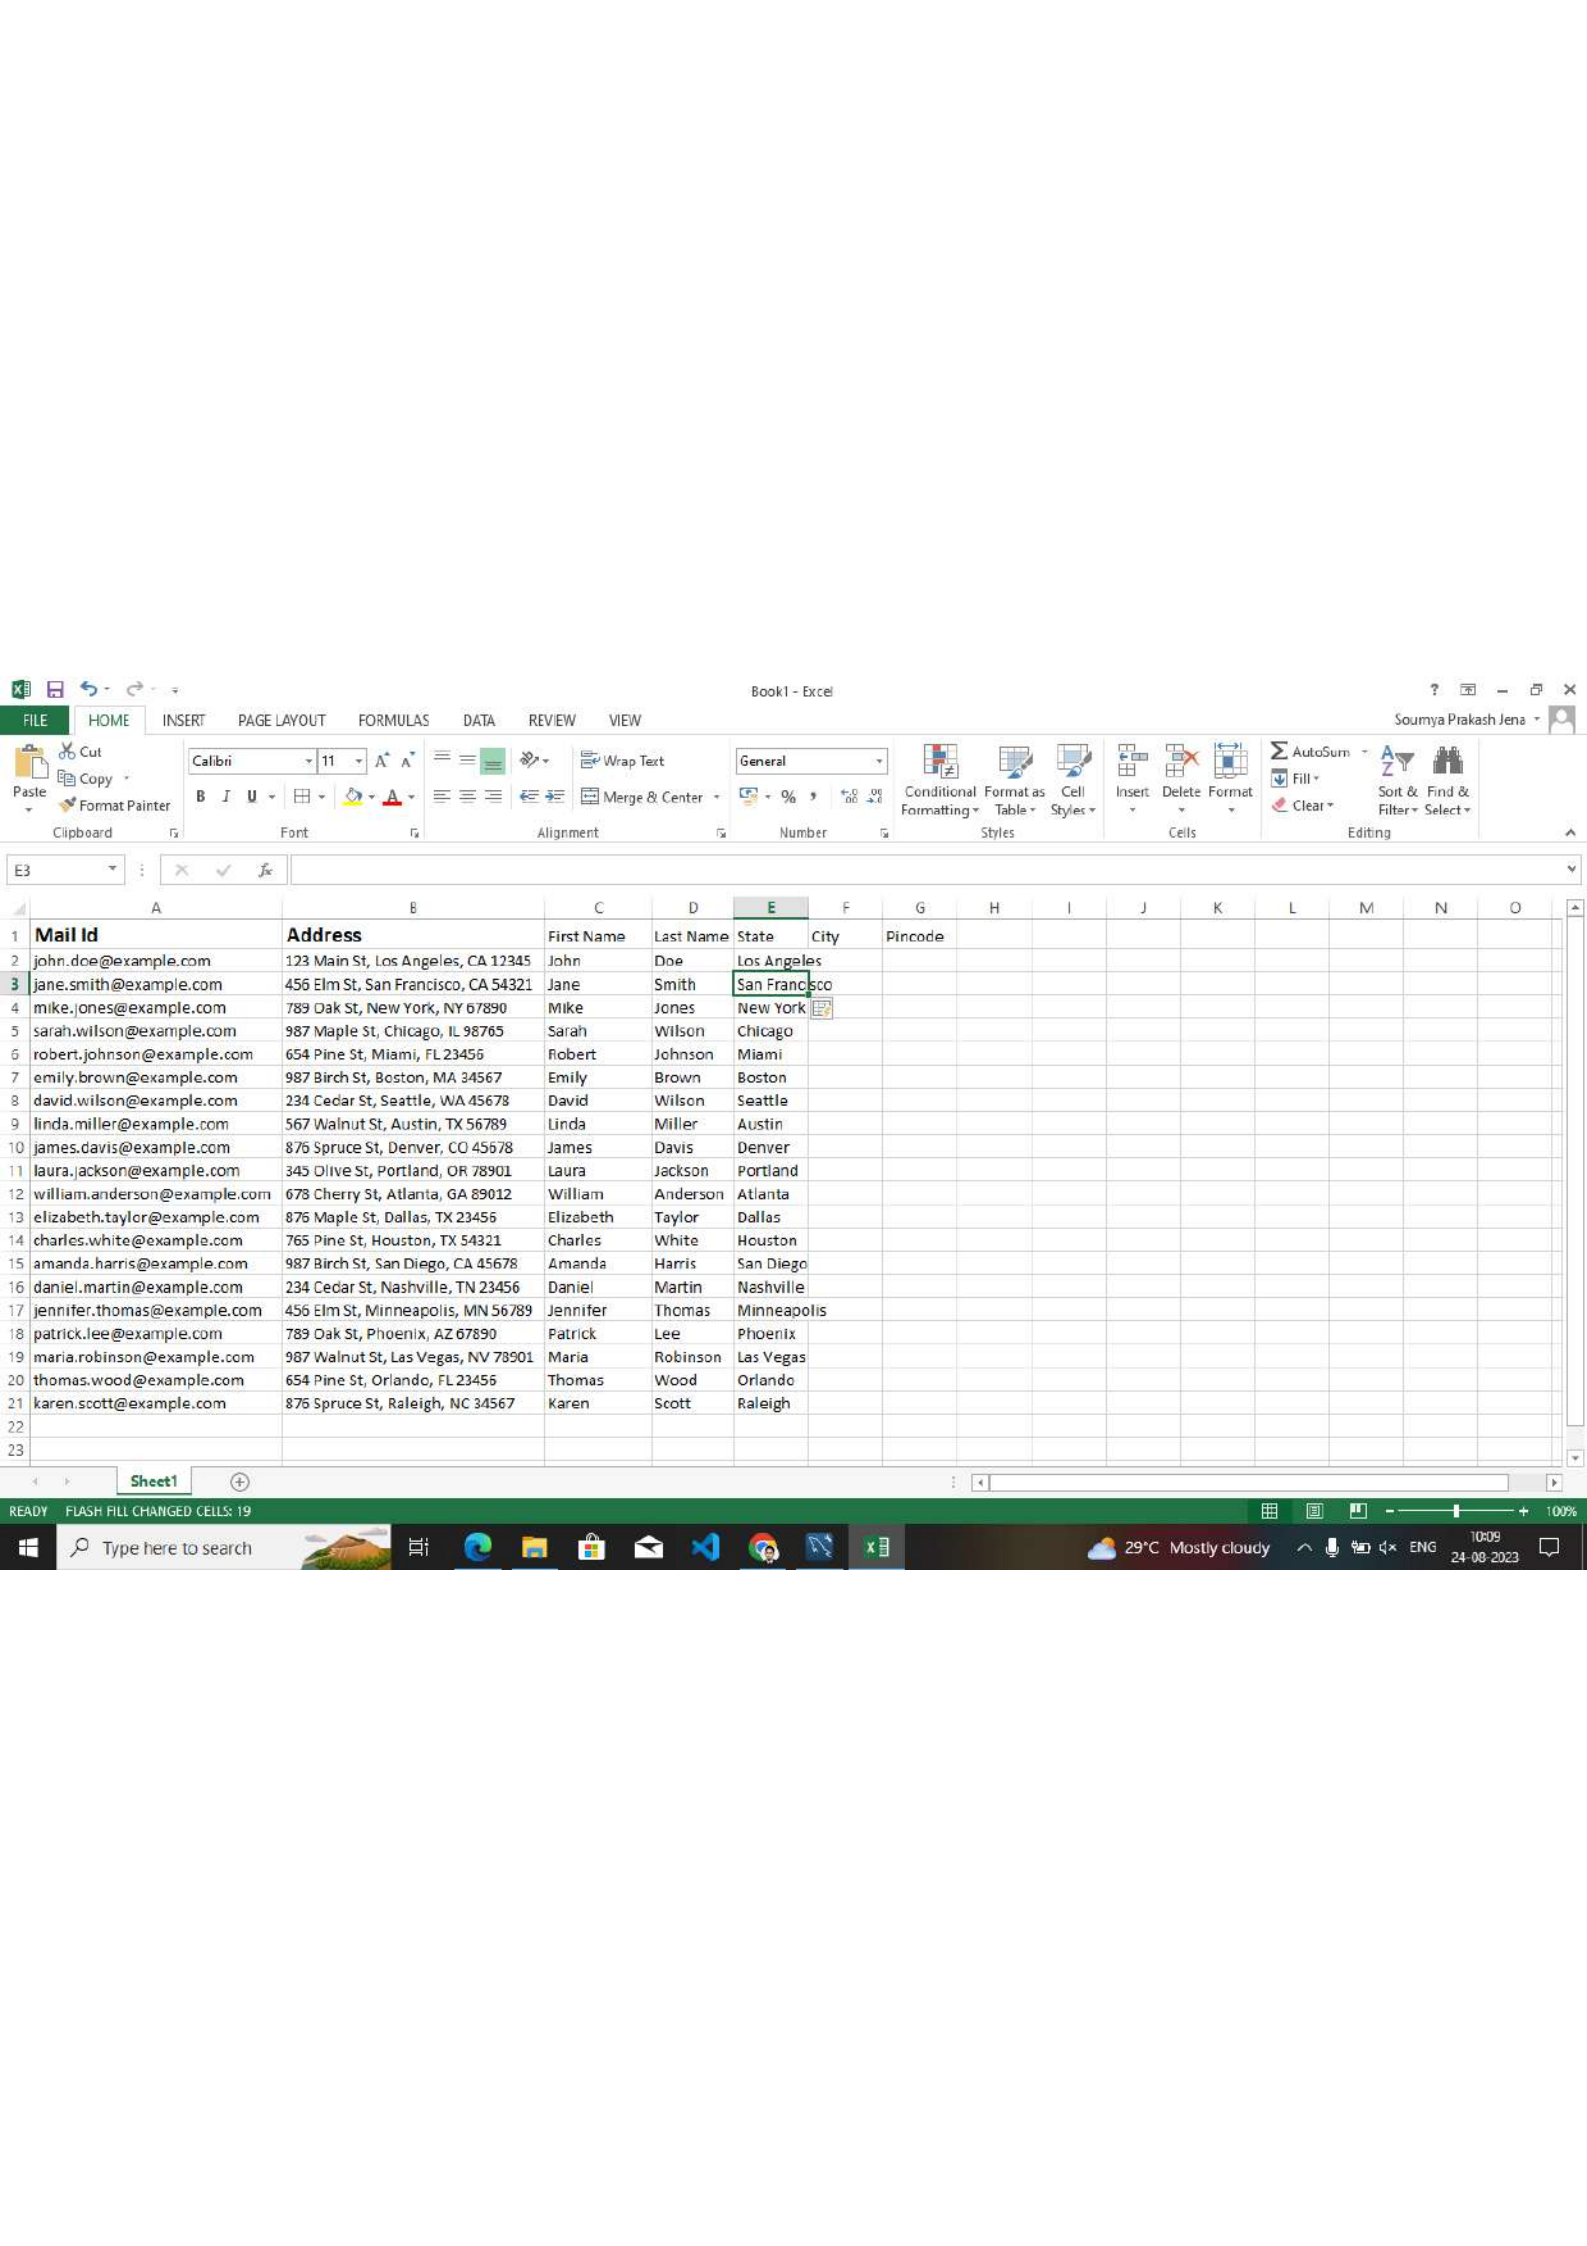 Book1 - Excel
FILE HOME INSERT PAGE LAYOUT FORMULAS DATA REVIEW VIEW Soumya Prakash Jena
Paste Cut Copy Format Painter
Calibri 11
B I U
Wrap Text
Merge & Center
General
%
Conditional Formatting Format as Table Cell Styles
Insert Delete Format
AutoSum Fill Clear
Sort & Filter Find & Select
Clipboard Font Alignment Number Styles Cells Editing
E3 fx
A B C D E F G H I J K L M N O
1 Mail Id Address First Name Last Name State City Pincode
2 john.doe@example.com 123 Main St, Los Angeles, CA 12345 John Doe Los Angeles
3 jane.smith@example.com 456 Elm St, San Francisco, CA 54321 Jane Smith San Francisco
4 mike.jones@example.com 789 Oak St, New York, NY 67890 Mike Jones New York
5 sarah.wilson@example.com 987 Maple St, Chicago, IL 98765 Sarah Wilson Chicago
6 robert.johnson@example.com 654 Pine St, Miami, FL 23456 Robert Johnson Miami
7 emily.brown@example.com 987 Birch St, Boston, MA 34567 Emily Brown Boston
8 david.wilson@example.com 234 Cedar St, Seattle, WA 45678 David Wilson Seattle
9 linda.miller@example.com 567 Walnut St, Austin, TX 56789 Linda Miller Austin
10 james.davis@example.com 876 Spruce St, Denver, CO 45678 James Davis Denver
11 laura.jackson@example.com 345 Olive St, Portland, OR 78901 Laura Jackson Portland
12 william.anderson@example.com 678 Cherry St, Atlanta, GA 89012 William Anderson Atlanta
13 elizabeth.taylor@example.com 876 Maple St, Dallas, TX 23456 Elizabeth Taylor Dallas
14 charles.white@example.com 765 Pine St, Houston, TX 54321 Charles White Houston
15 amanda.harris@example.com 987 Birch St, San Diego, CA 45678 Amanda Harris San Diego
16 daniel.martin@example.com 234 Cedar St, Nashville, TN 23456 Daniel Martin Nashville
17 jennifer.thomas@example.com 456 Elm St, Minneapolis, MN 56789 Jennifer Thomas Minneapolis
18 patrick.lee@example.com 789 Oak St, Phoenix, AZ 67890 Patrick Lee Phoenix
19 maria.robinson@example.com 987 Walnut St, Las Vegas, NV 78901 Maria Robinson Las Vegas
20 thomas.wood@example.com 654 Pine St, Orlando, FL 23456 Thomas Wood Orlando
21 karen.scott@example.com 876 Spruce St, Raleigh, NC 34567 Karen Scott Raleigh
22
23
Sheet1
READY FLASH FILL CHANGED CELLS: 19 100%
Type here to search 29°C Mostly cloudy ENG 10:09
24-08-2023